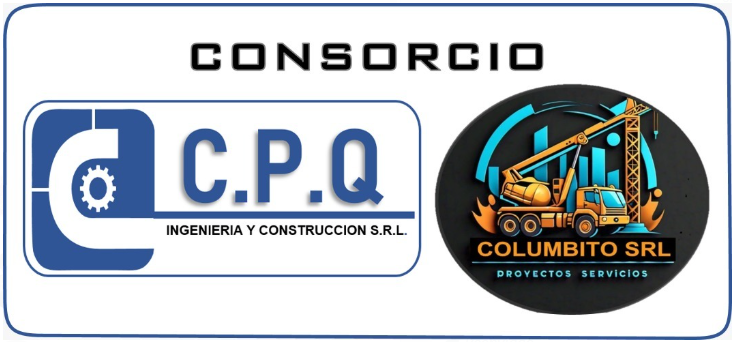 CONSORCIO
C.P.Q
INGENIERIA Y CONSTRUCCION S.R.L.
COLUMBITO SRL
PROYECTOS SERVICIOS